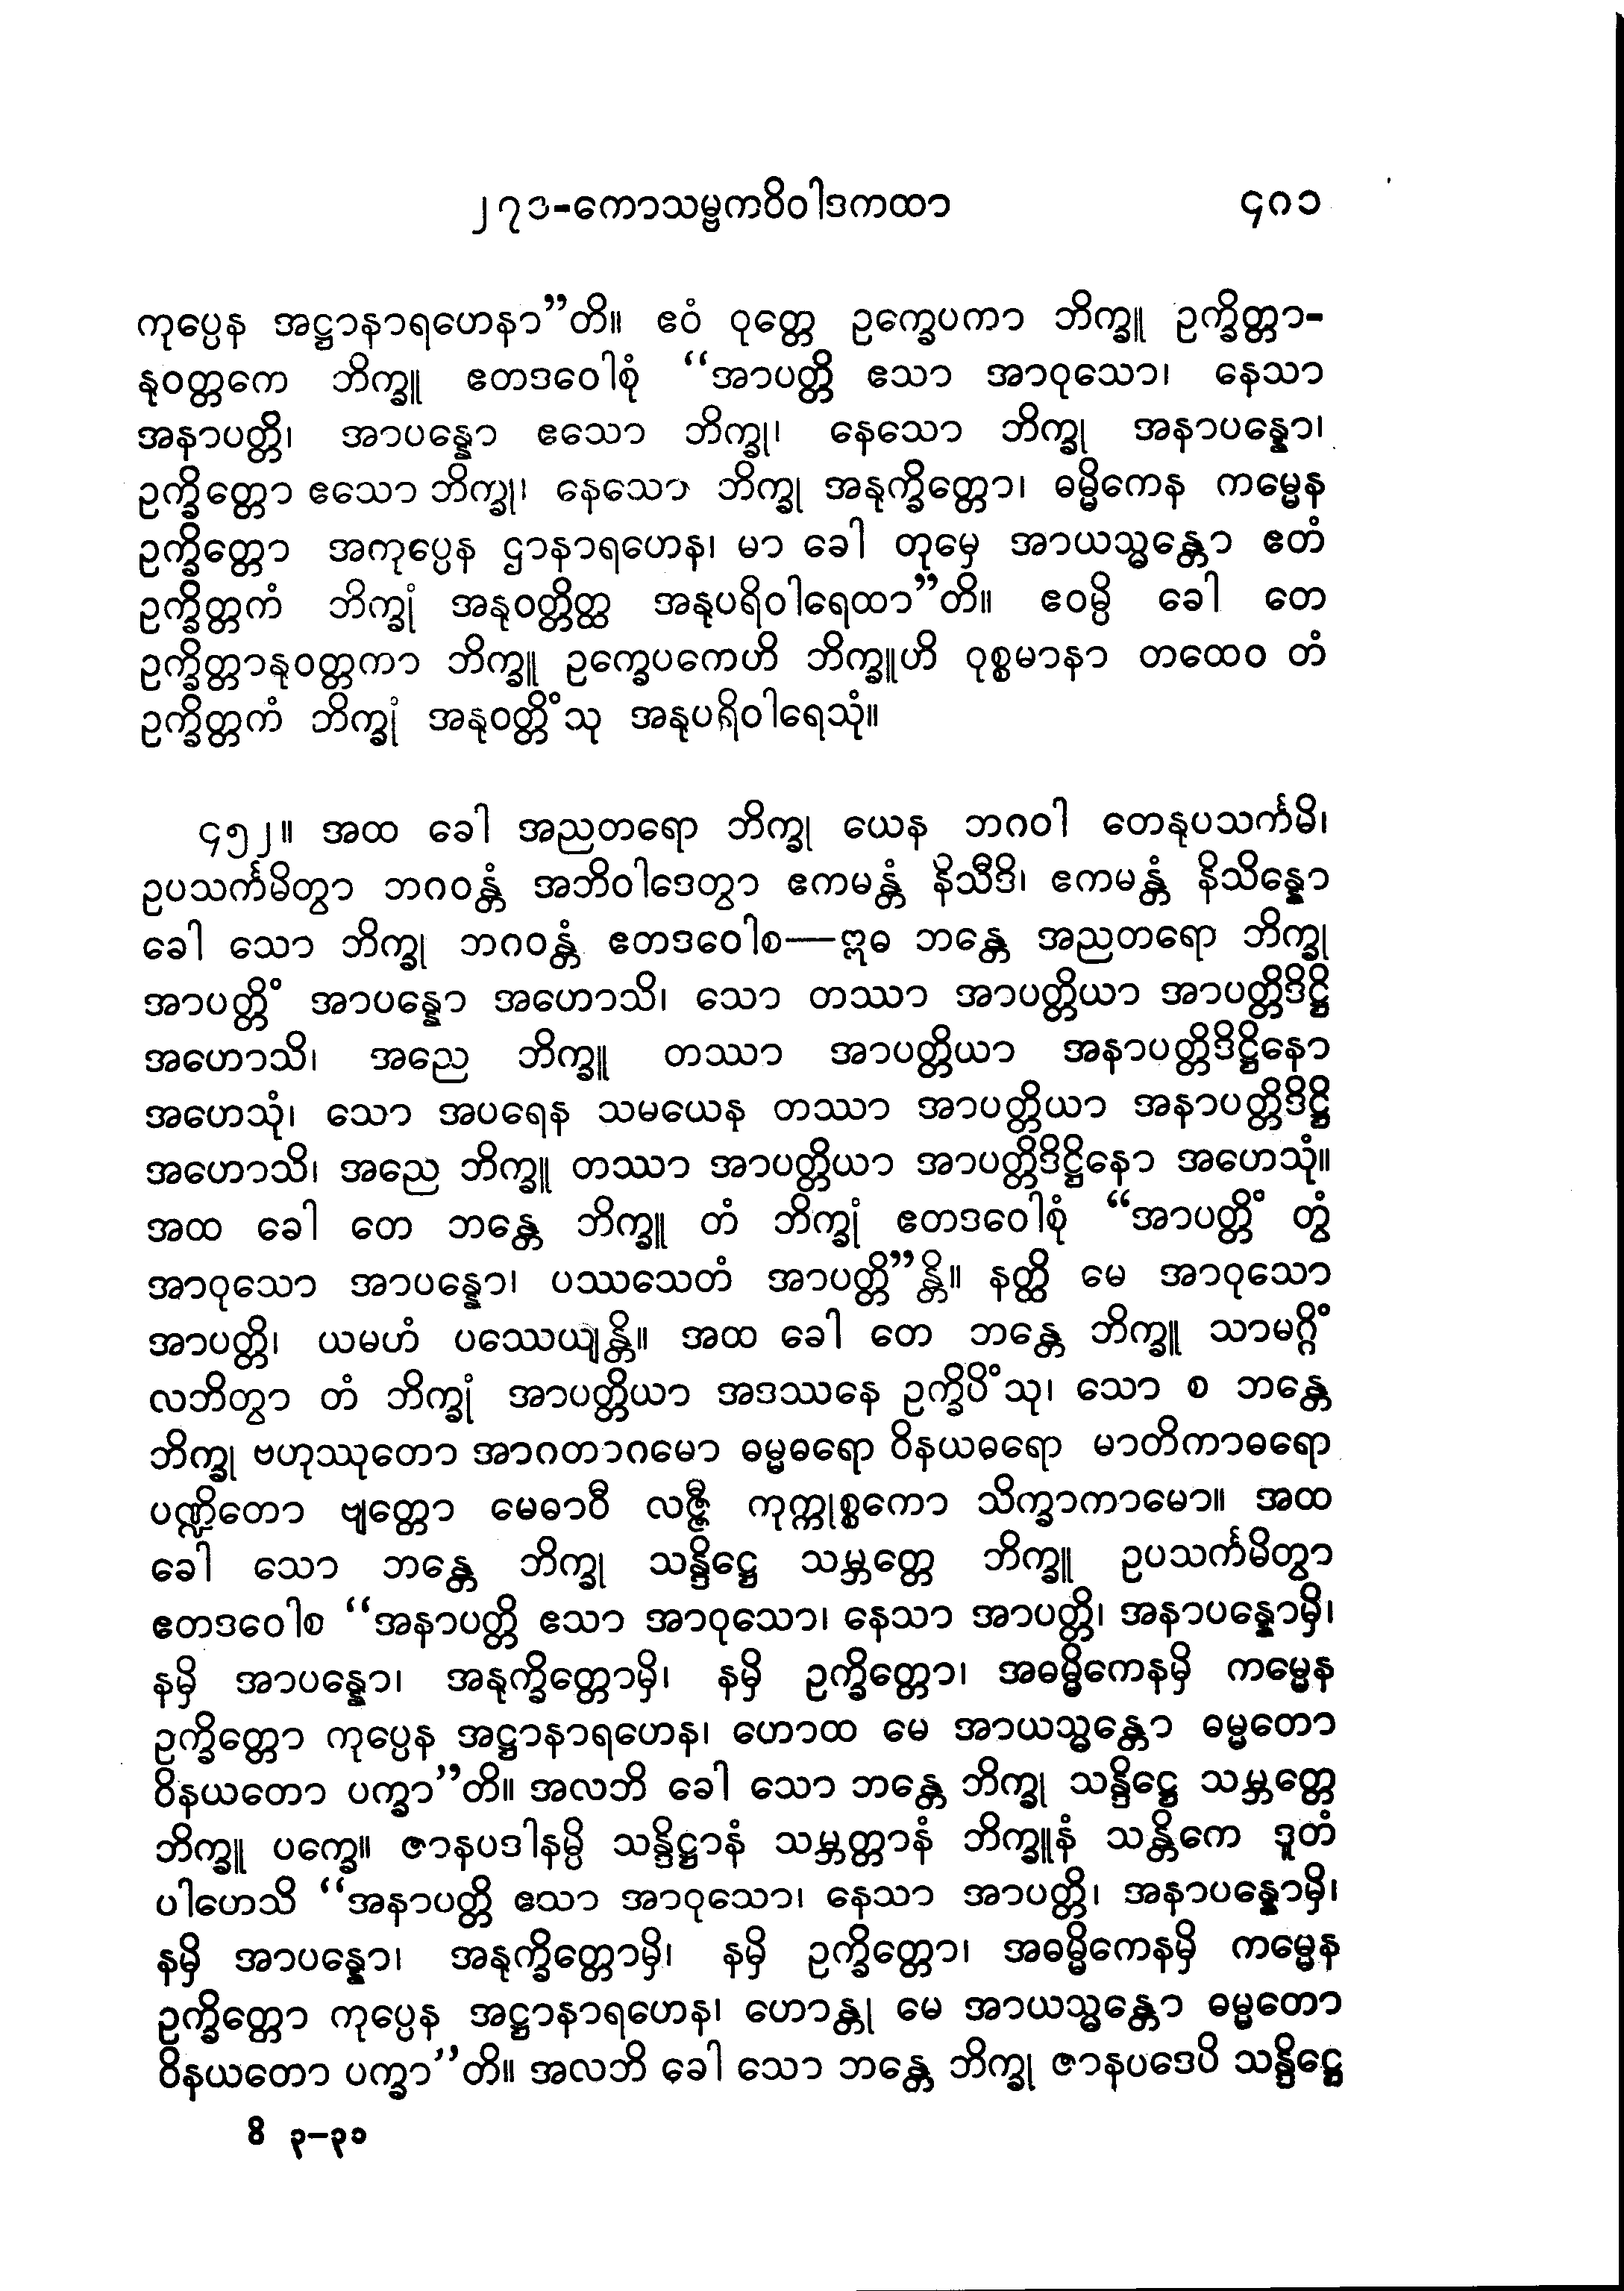 ၂၇၁-ကောသမ္ဗကဝိဝါဒကထာ ၄၈၁
ကုပ္ပေန အဋ္ဌာနာရဟေနာ”တိ။ ဧဝံ ဝုတ္တေ ဥက္ခေပကာ ဘိက္ခူ ဥက္ခိတ္တာ-
နုဝတ္တကေ ဘိက္ခူ ဧတဒဝေါစုံ “အာပတ္တိ ဧသာ အာဝုသော၊ နေသာ
အနာပတ္တိ၊ အာပန္နော ဧသော ဘိက္ခု၊ နေသော ဘိက္ခု အနာပန္နော၊
ဥက္ခိတ္တော ဧသော ဘိက္ခု၊ နေသော ဘိက္ခု အနုက္ခိတ္တော၊ ဓမ္မိကေန ကမ္မေန
ဥက္ခိတ္တော အကုပ္ပေန ဌာနာရဟေန၊ မာ ခေါ တုမှေ အာယသ္မန္တော ဧတံ
ဥက္ခိတ္တကံ ဘိက္ခုံ အနုဝတ္တိတ္ထ အနုပရိဝါရေထာ”တိ။ ဧဝမ္ပိ ခေါ တေ
ဥက္ခိတ္တာနုဝတ္တကာ ဘိက္ခူ ဥက္ခေပကေဟိ ဘိက္ခူဟိ ဝုစ္စမာနာ တထေဝ တံ
ဥက္ခိတ္တကံ ဘိက္ခုံ အနုဝတ္တိံသု အနုပရိဝါရေသုံ။
၄၅၂။ အထ ခေါ အညတရော ဘိက္ခု ယေန ဘဂဝါ တေနုပသင်္ကမိ၊
ဥပသင်္ကမိတွာ ဘဂဝန္တံ အဘိဝါဒေတွာ ဧကမန္တံ နိသီဒိ၊ ဧကမန္တံ နိသိန္နော
ခေါ သော ဘိက္ခု ဘဂဝန္တံ ဧတဒဝေါစ—ဣဓ ဘန္တေ အညတရော ဘိက္ခု
အာပတ္တိံ အာပန္နော အဟောသိ၊ သော တဿာ အာပတ္တိယာ အာပတ္တိဒိဋ္ဌိ
အဟောသိ၊ အညေ ဘိက္ခူ တဿာ အာပတ္တိယာ အနာပတ္တိဒိဋ္ဌိနော
အဟေသုံ၊ သော အပရေန သမယေန တဿာ အာပတ္တိယာ အနာပတ္တိဒိဋ္ဌိ
အဟောသိ၊ အညေ ဘိက္ခူ တဿာ အာပတ္တိယာ အာပတ္တိဒိဋ္ဌိနော အဟေသုံ။
အထ ခေါ တေ ဘန္တေ ဘိက္ခူ တံ ဘိက္ခုံ ဧတဒဝေါစုံ “အာပတ္တိံ တွံ
အာဝုသော အာပန္နော၊ ပဿသေတံ အာပတ္တိ”န္တိ။ နတ္ထိ မေ အာဝုသော
အာပတ္တိ၊ ယမဟံ ပဿေယျန္တိ။ အထ ခေါ တေ ဘန္တေ ဘိက္ခူ သာမဂ္ဂိံ
လဘိတွာ တံ ဘိက္ခုံ အာပတ္တိယာ အဒဿနေ ဥက္ခိပိံသု၊ သော စ ဘန္တေ
ဘိက္ခု ဗဟုဿုတော အာဂတာဂမော ဓမ္မဓရော ဝိနယဓရော မာတိကာဓရော
ပဏ္ဍိတော ဗျတ္တော မေဓာဝီ လဇ္ဇီ ကုက္ကုစ္စကော သိက္ခာကာမော။ အထ
ခေါ သော ဘန္တေ ဘိက္ခု သန္ဒိဋ္ဌေ သမ္ဘတ္တေ ဘိက္ခူ ဥပသင်္ကမိတွာ
ဧတဒဝေါစ “အနာပတ္တိ ဧသာ အာဝုသော၊ နေသာ အာပတ္တိ၊ အနာပန္နောမှိ၊
နမှိ အာပန္နော၊ အနုက္ခိတ္တောမှိ၊ နမှိ ဥက္ခိတ္တော၊ အဓမ္မိကေနမှိ ကမ္မေန
ဥက္ခိတ္တော ကုပ္ပေန အဋ္ဌာနာရဟေန၊ ဟောထ မေ အာယသ္မန္တော ဓမ္မတော
ဝိနယတော ပက္ခာ”တိ။ အလဘိ ခေါ သော ဘန္တေ ဘိက္ခု သန္ဒိဋ္ဌေ သမ္ဘတ္တေ
ဘိက္ခူ ပက္ခေ။ ဇာနပဒါနမ္ပိ သန္ဒိဋ္ဌာနံ သမ္ဘတ္တာနံ ဘိက္ခူနံ သန္တိကေ ဒူတံ
ပါဟေသိ “အနာပတ္တိ ဧသာ အာဝုသော၊ နေသာ အာပတ္တိ၊ အနာပန္နောမှိ၊
နမှိ အာပန္နော၊ အနုက္ခိတ္တောမှိ၊ နမှိ ဥက္ခိတ္တော၊ အဓမ္မိကေနမှိ ကမ္မေန
ဥက္ခိတ္တော ကုပ္ပေန အဋ္ဌာနာရဟေန၊ ဟောန္တု မေ အာယသ္မန္တော ဓမ္မတော
ဝိနယတော ပက္ခာ”တိ။ အလဘိ ခေါ သော ဘန္တေ ဘိက္ခု ဇာနပဒေပိ သန္ဒိဋ္ဌေ
ဝိ ၃-၃၁